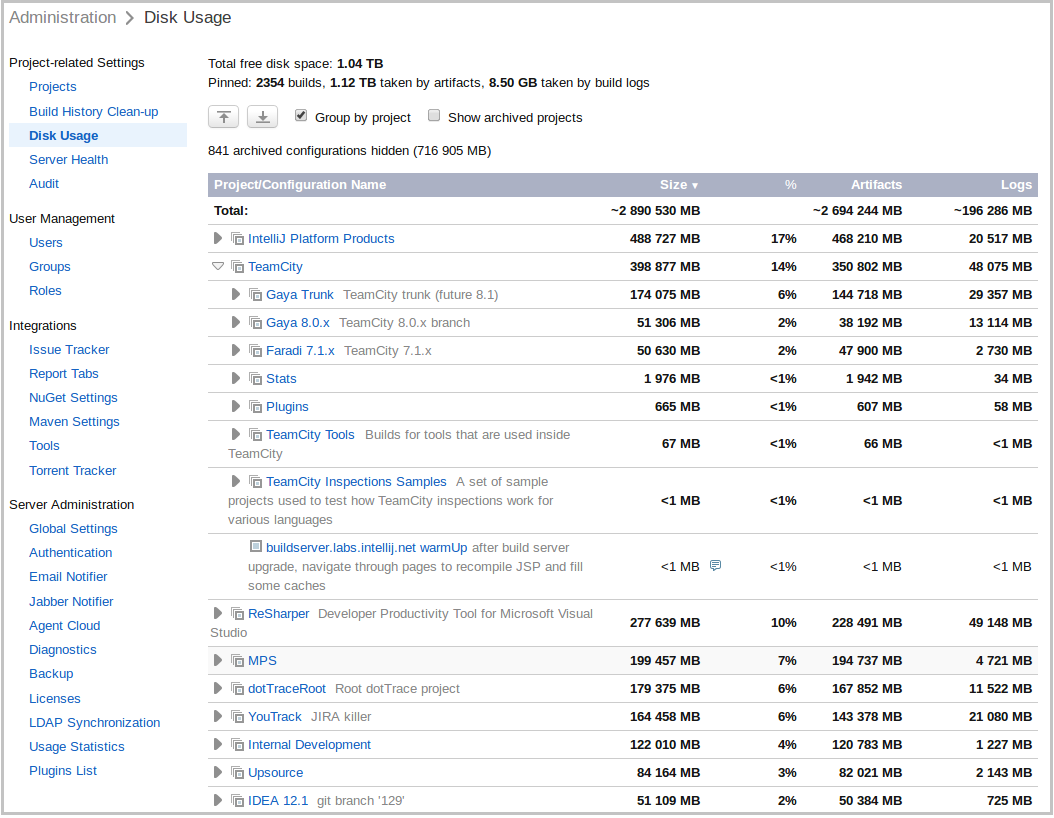 Administration > Disk Usage
Project-related Settings
Projects
Build History Clean-up
Disk Usage
Server Health
Audit
User Management
Users
Groups
Roles
Integrations
Issue Tracker
Report Tabs
NuGet Settings
Maven Settings
Tools
Torrent Tracker
Server Administration
Global Settings
Authentication
Email Notifier
Jabber Notifier
Agent Cloud
Diagnostics
Backup
Licenses
LDAP Synchronization
Usage Statistics
Plugins List
Total free disk space: 1.04 TB
Pinned: 2354 builds, 1.12 TB taken by artifacts, 8.50 GB taken by build logs
Group by project Show archived projects
841 archived configurations hidden (716 905 MB)
Project/Configuration Name Size ▼ % Artifacts Logs
Total: ~2 890 530 MB ~2 694 244 MB ~196 286 MB
IntelliJ Platform Products 488 727 MB 17% 468 210 MB 20 517 MB
TeamCity 398 877 MB 14% 350 802 MB 48 075 MB
Gaya Trunk TeamCity trunk (future 8.1) 174 075 MB 6% 144 718 MB 29 357 MB
Gaya 8.0.x TeamCity 8.0.x branch 51 306 MB 2% 38 192 MB 13 114 MB
Faradi 7.1.x TeamCity 7.1.x 50 630 MB 2% 47 900 MB 2 730 MB
Stats 1 976 MB <1% 1 942 MB 34 MB
Plugins 665 MB <1% 607 MB 58 MB
TeamCity Tools Builds for tools that are used inside
TeamCity 67 MB <1% 66 MB <1 MB
TeamCity Inspections Samples A set of sample
projects used to test how TeamCity inspections work for <1 MB <1% <1 MB <1 MB
various languages
buildserver.labs.intellij.net warmUp after build server
upgrade, navigate through pages to recompile JSP and fill <1 MB <1% <1 MB <1 MB
some caches
ReSharper Developer Productivity Tool for Microsoft Visual
Studio 277 639 MB 10% 228 491 MB 49 148 MB
MPS 199 457 MB 7% 194 737 MB 4 721 MB
dotTraceRoot Root dotTrace project 179 375 MB 6% 167 852 MB 11 522 MB
YouTrack JIRA killer 164 458 MB 6% 143 378 MB 21 080 MB
Internal Development 122 010 MB 4% 120 783 MB 1 227 MB
Upsource 84 164 MB 3% 82 021 MB 2 143 MB
IDEA 12.1 git branch '129' 51 109 MB 2% 50 384 MB 725 MB